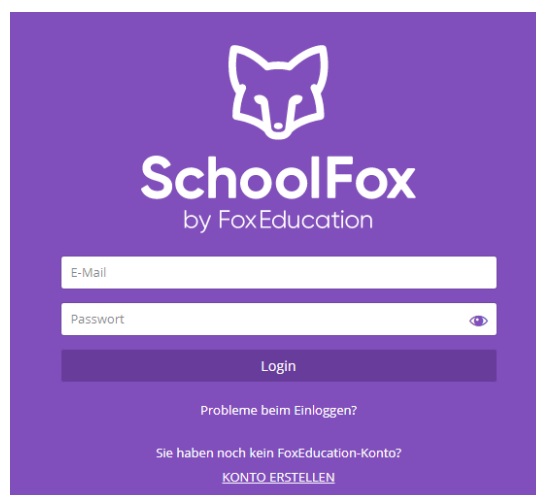 SchoolFox
by FoxEducation
E-Mail
Passwort
Login
Probleme beim Einloggen?
Sie haben noch kein FoxEducation-Konto?
KONTO ERSTELLEN